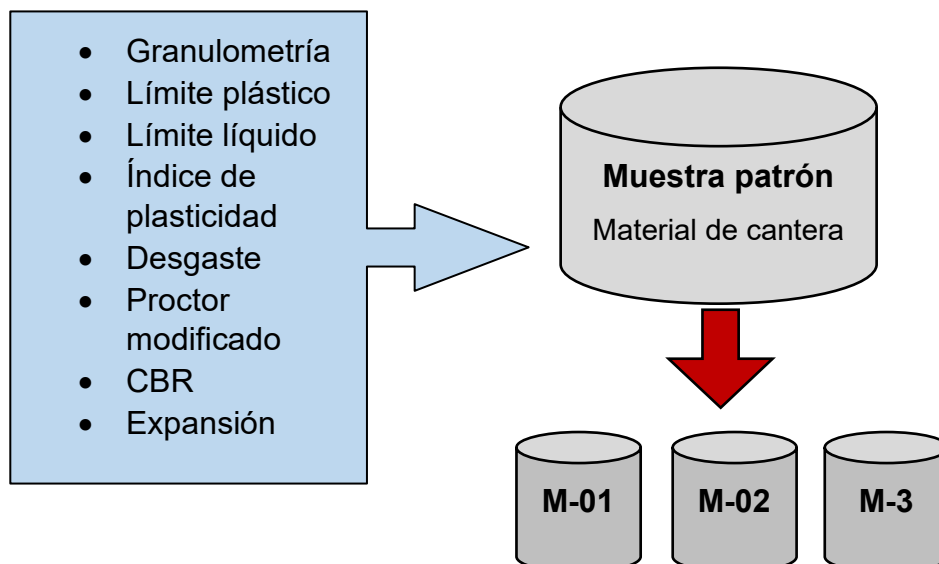 • Granulometría
• Límite plástico
• Límite líquido
• Índice de
plasticidad
• Desgaste
• Proctor
modificado
• CBR
• Expansión
Muestra patrón
Material de cantera
M-01
M-02
M-3